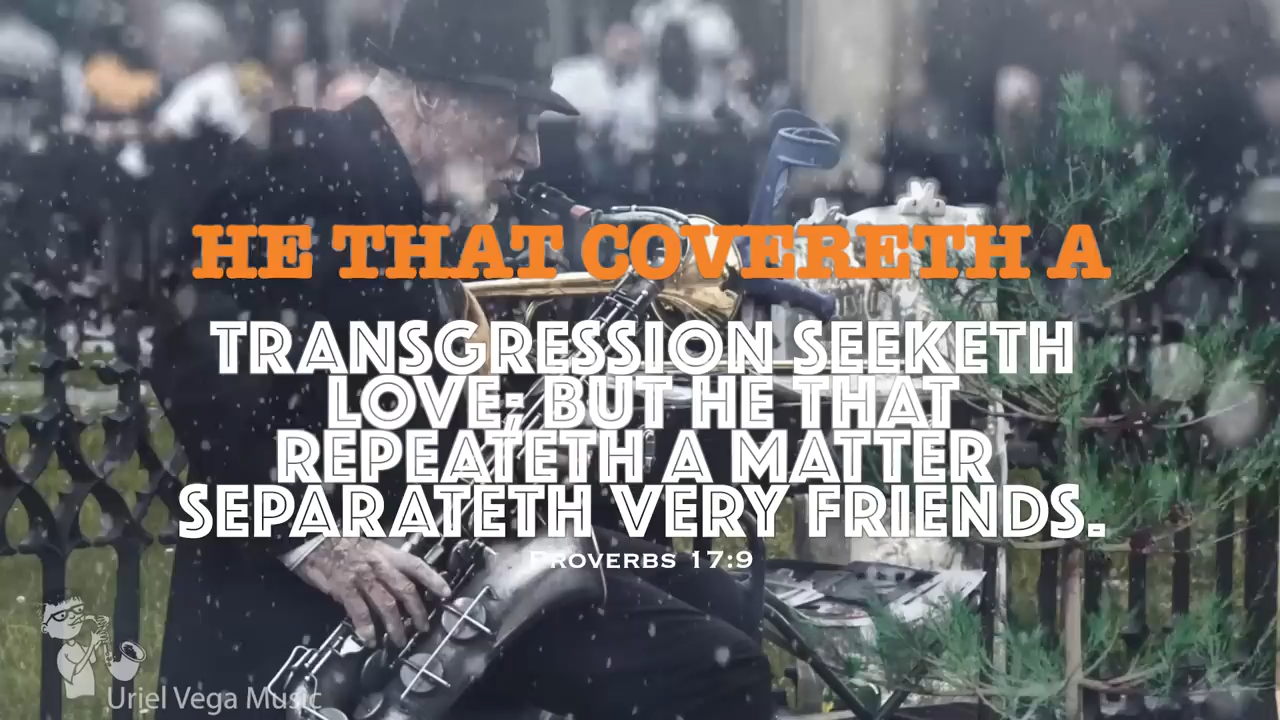 HE THAT COVERETH A
TRANSGRESSION SEEKETH
LOVE; BUT HE THAT
REPEATETH A MATTER
SEPARATETH VERY FRIENDS.
PROVERBS 17:9
Uriel Vega Music